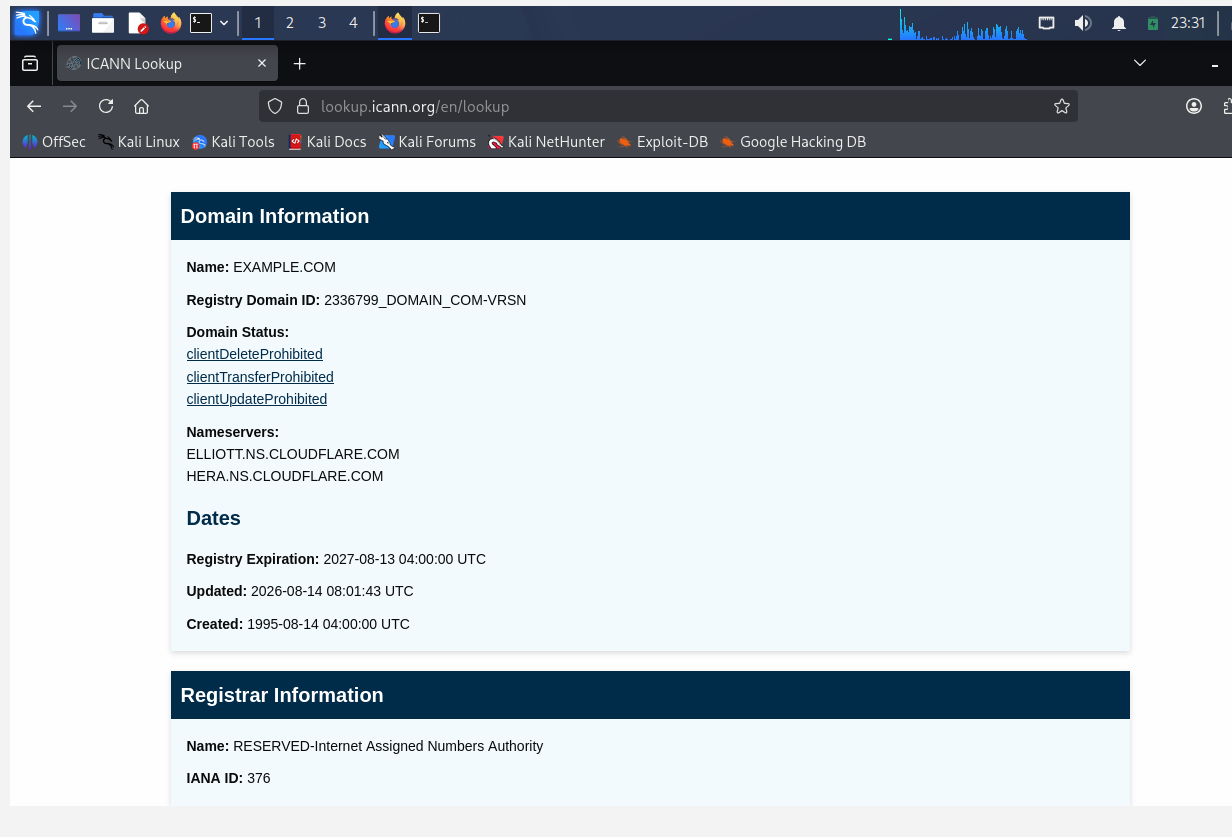 1 2 3 4 23:31
ICANN Lookup
lookup.icann.org/en/lookup
OffSec Kali Linux Kali Tools Kali Docs Kali Forums Kali NetHunter Exploit-DB Google Hacking DB
Domain Information
Name: EXAMPLE.COM
Registry Domain ID: 2336799_DOMAIN_COM-VRSN
Domain Status:
clientDeleteProhibited
clientTransferProhibited
clientUpdateProhibited
Nameservers:
ELLIOTT.NS.CLOUDFLARE.COM
HERA.NS.CLOUDFLARE.COM
Dates
Registry Expiration: 2027-08-13 04:00:00 UTC
Updated: 2026-08-14 08:01:43 UTC
Created: 1995-08-14 04:00:00 UTC
Registrar Information
Name: RESERVED-Internet Assigned Numbers Authority
IANA ID: 376